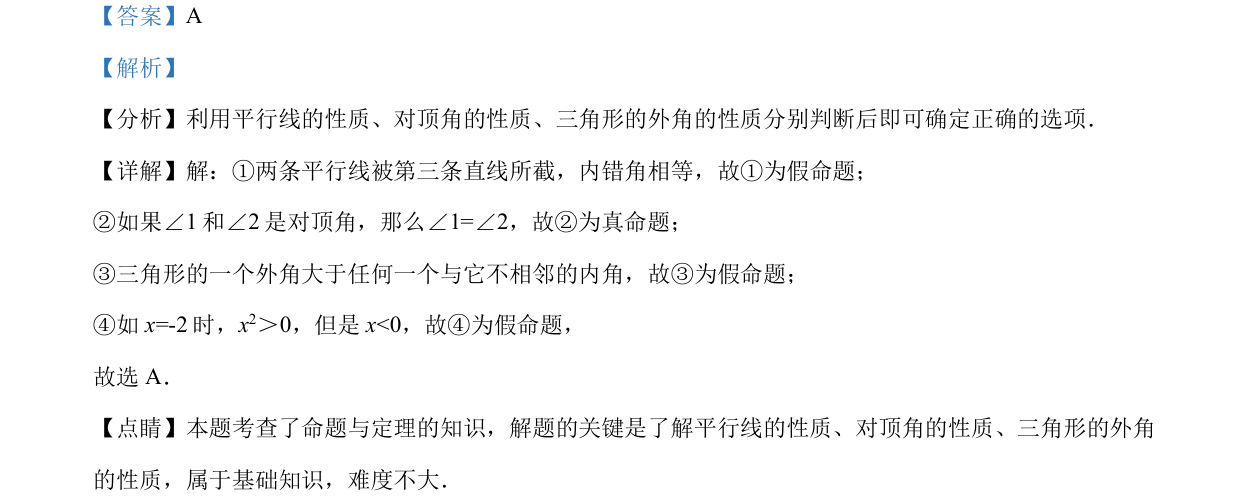 【答案】A
【解析】
【分析】利用平行线的性质、对顶角的性质、三角形的外角的性质分别判断后即可确定正确的选项．
【详解】解：①两条平行线被第三条直线所截，内错角相等，故①为假命题；
②如果∠1和∠2是对顶角，那么∠1=∠2，故②为真命题；
③三角形的一个外角大于任何一个与它不相邻的内角，故③为假命题；
④如x=-2时，x²＞0，但是x<0，故④为假命题，
故选A．
【点睛】本题考查了命题与定理的知识，解题的关键是了解平行线的性质、对顶角的性质、三角形的外角
的性质，属于基础知识，难度不大．